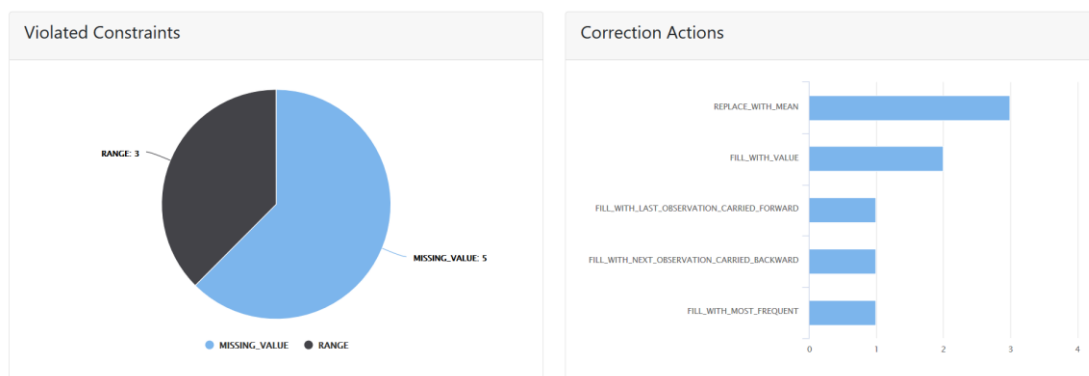 Violated Constraints
RANGE: 3
MISSING_VALUE: 5
MISSING_VALUE RANGE
Correction Actions
REPLACE_WITH_MEAN
FILL_WITH_VALUE
FILL_WITH_LAST_OBSERVATION_CARRIED_FORWARD
FILL_WITH_NEXT_OBSERVATION_CARRIED_BACKWARD
FILL_WITH_MOST_FREQUENT
0 1 2 3 4